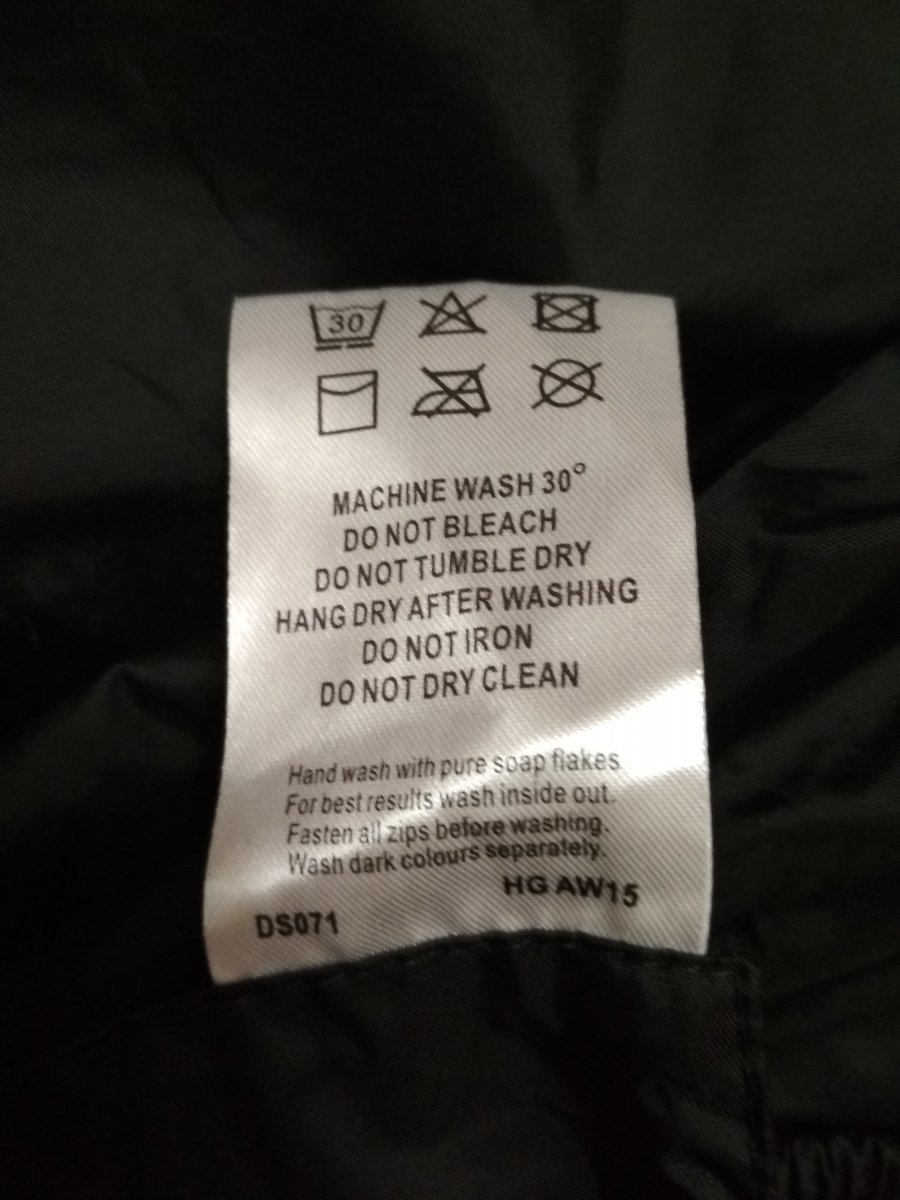 30
MACHINE WASH 30°
DO NOT BLEACH
DO NOT TUMBLE DRY
HANG DRY AFTER WASHING
DO NOT IRON
DO NOT DRY CLEAN
Hand wash with pure soap flakes
For best results wash inside out.
Fasten all zips before washing.
Wash dark colours separately.
HG AW15
DS071